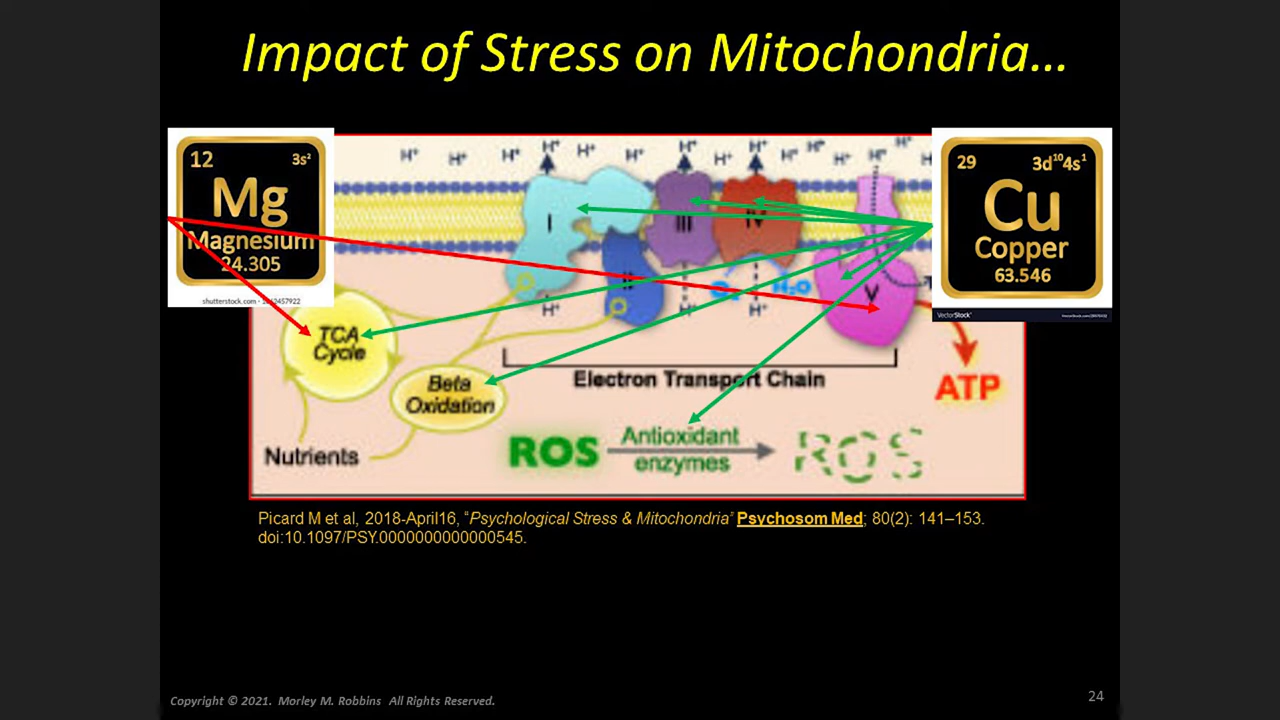 Impact of Stress on Mitochondria...
12 3s²
Mg
Magnesium
24.305
shutterstock.com
29 3d¹⁰4s¹
Cu
Copper
63.546
VectorStock
H⁺ H⁺ H⁺ H⁺ H⁺ H⁺ H⁺ H⁺ H⁺ H⁺ H⁺ H⁺ H⁺
I III IV
II
V
O₂ H₂O
H⁺ H⁺ H⁺
TCA
Cycle
Beta
Oxidation
Electron Transport Chain
ATP
Nutrients
ROS
Antioxidant
enzymes
ROS
Picard M et al, 2018-April16, “Psychological Stress & Mitochondria” Psychosom Med; 80(2): 141–153.
doi:10.1097/PSY.0000000000000545.
Copyright © 2021. Morley M. Robbins All Rights Reserved.
24